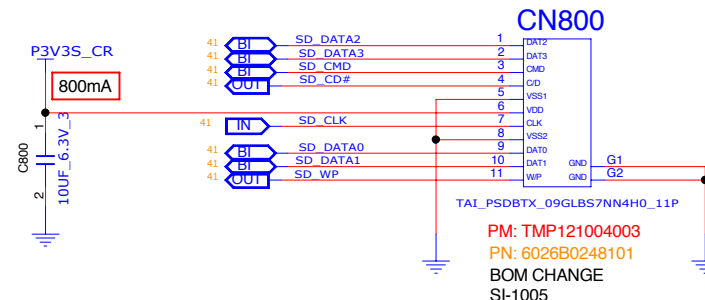 CN800
P3V3S_CR
800mA
41 BI SD_DATA2 1 DAT2
41 BI SD_DATA3 2 DAT3
41 BI SD_CMD 3 CMD
41 OUT SD_CD# 4 C/D
5 VSS1
6 VDD
41 IN SD_CLK 7 CLK
8 VSS2
41 BI SD_DATA0 9 DAT0
41 BI SD_DATA1 10 DAT1 GND G1
41 OUT SD_WP 11 W/P GND G2
1
C800
10UF_6.3V_3
2
TAI_PSDBTX_09GLBS7NN4H0_11P
PM: TMP121004003
PN: 6026B0248101
BOM CHANGE
SI-1005